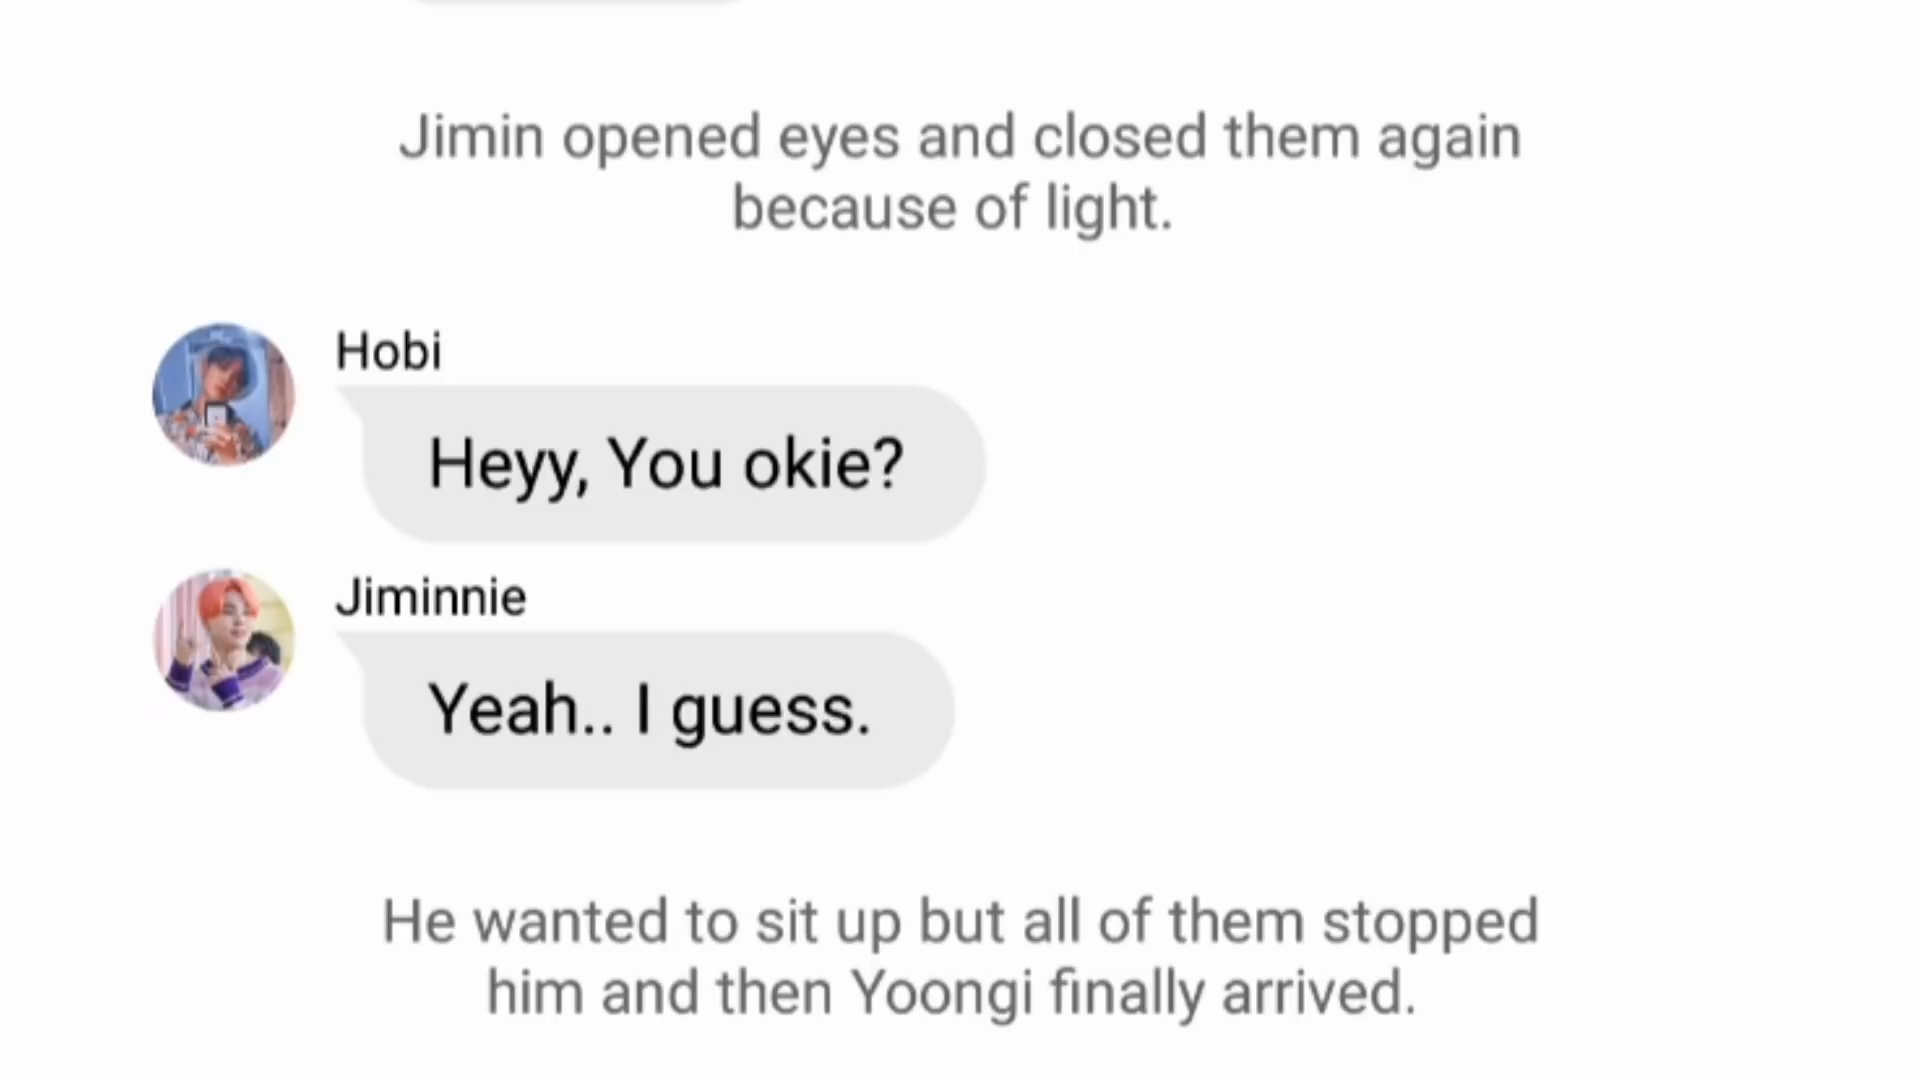 Jimin opened eyes and closed them again
because of light.
Hobi
Heyy, You okie?
Jiminnie
Yeah.. I guess.
He wanted to sit up but all of them stopped
him and then Yoongi finally arrived.